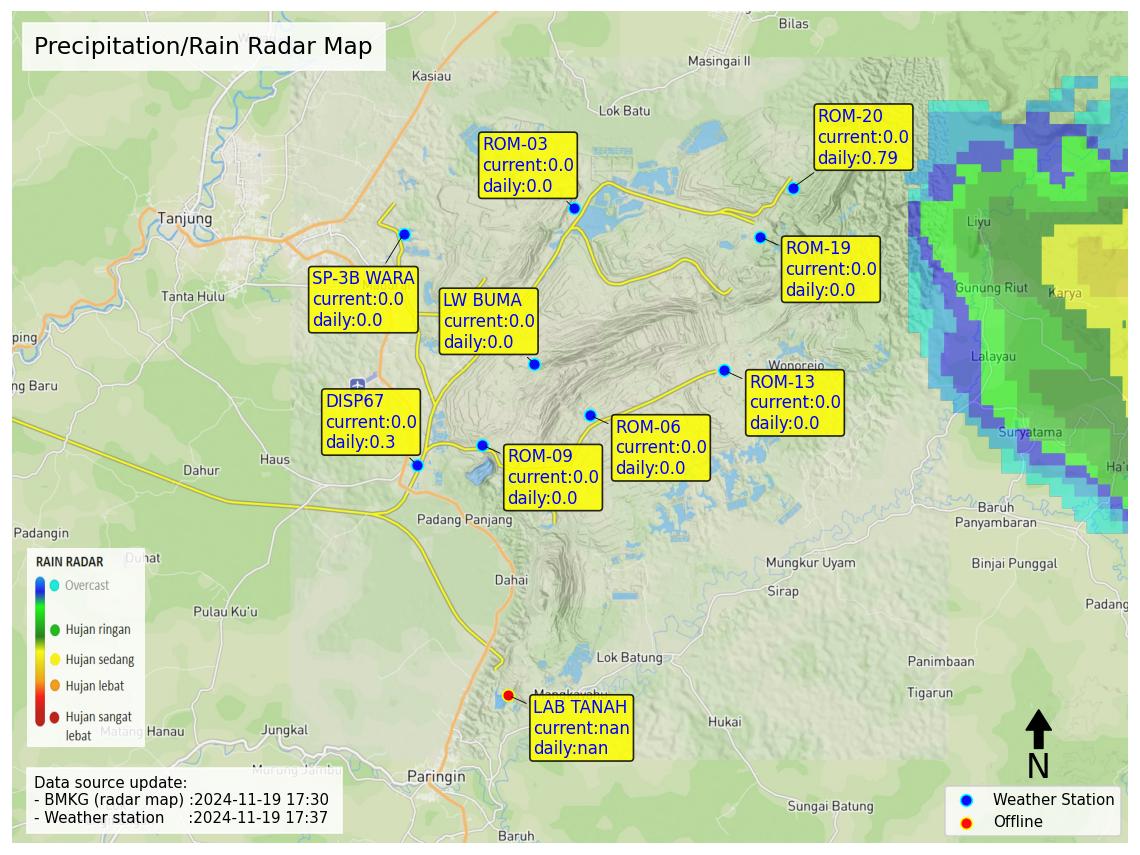 Precipitation/Rain Radar Map
Bilas
Masingai II
Kasiau
Lok Batu
ROM-20
current:0.0
daily:0.79
ROM-03
current:0.0
daily:0.0
Tanjung
Liyu
ROM-19
current:0.0
daily:0.0
SP-3B WARA
current:0.0
daily:0.0
Tanta Hulu
Gunung Riut
Karya
LW BUMA
current:0.0
daily:0.0
ping
Lalayau
Wonorejo
ng Baru
ROM-13
current:0.0
daily:0.0
DISP67
current:0.0
daily:0.3
ROM-06
current:0.0
daily:0.0
Suryatama
ROM-09
current:0.0
daily:0.0
Haus
Dahur
Ha'u
Baruh
Panyambaran
Padang Panjang
Padangin
Duhat
Mungkur Uyam
Binjai Punggal
Dahai
Sirap
Padang
Pulau Ku'u
RAIN RADAR
Overcast
Hujan ringan
Hujan sedang
Hujan lebat
Hujan sangat
lebat
Lok Batung
Panimbaan
Tigarun
LAB TANAH
current:nan
daily:nan
Hukai
Jungkal
Manau
Paringin
Sungai Batung
Baruh
Data source update:
- BMKG (radar map) :2024-11-19 17:30
- Weather station :2024-11-19 17:37
N
Weather Station
Offline